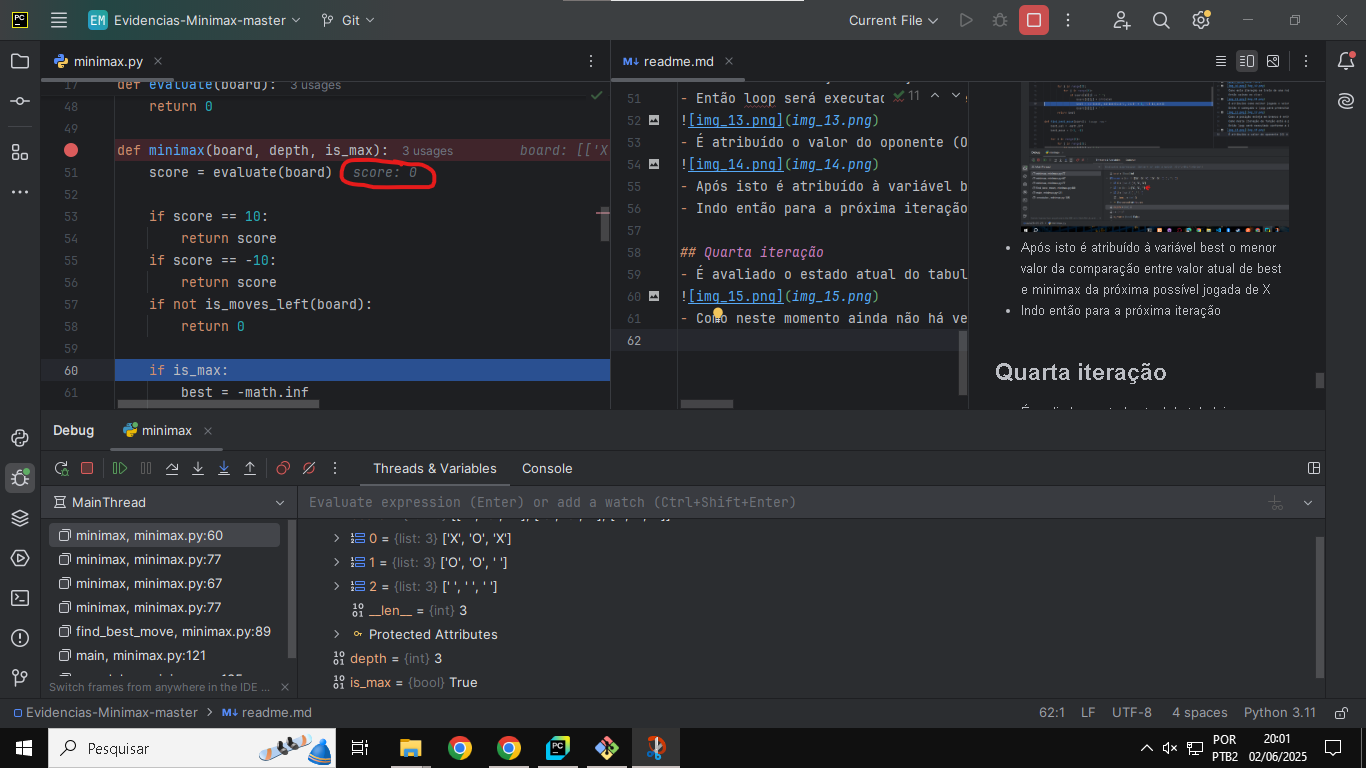 PC
EM Evidencias-Minimax-master
Git
Current File
minimax.py
17 def evaluate(board): 3 usages
48 return 0
49
def minimax(board, depth, is_max): 3 usages board: [['X
51 score = evaluate(board) score: 0
52
53 if score == 10:
54 return score
55 if score == -10:
56 return score
57 if not is_moves_left(board):
58 return 0
59
60 if is_max:
61 best = -math.inf
M↓ readme.md
11
51 - Então loop será executac
52 ![img_13.png](img_13.png)
53 - É atribuído o valor do oponente (O
54 ![img_14.png](img_14.png)
55 - Após isto é atribuído à variável b
56 - Indo então para a próxima iteração
57
58 ## Quarta iteração
59 - É avaliado o estado atual do tabul
60 ![img_15.png](img_15.png)
61 - Como neste momento ainda não há ve
62
Após isto é atribuído à variável best o menor
valor da comparação entre valor atual de best
e minimax da próxima possível jogada de X
Indo então para a próxima iteração
Quarta iteração
Debug
minimax
Threads & Variables
Console
MainThread
Evaluate expression (Enter) or add a watch (Ctrl+Shift+Enter)
minimax, minimax.py:60
minimax, minimax.py:77
minimax, minimax.py:67
minimax, minimax.py:77
find_best_move, minimax.py:89
main, minimax.py:121
Switch frames from anywhere in the IDE ...
0 = {list: 3} ['X', 'O', 'X']
1 = {list: 3} ['O', 'O', ' ']
2 = {list: 3} [' ', ' ', ' ']
__len__ = {int} 3
Protected Attributes
depth = {int} 3
is_max = {bool} True
Evidencias-Minimax-master
M↓ readme.md
62:1 LF UTF-8 4 spaces Python 3.11
Pesquisar
POR
PTB2
20:01
02/06/2025